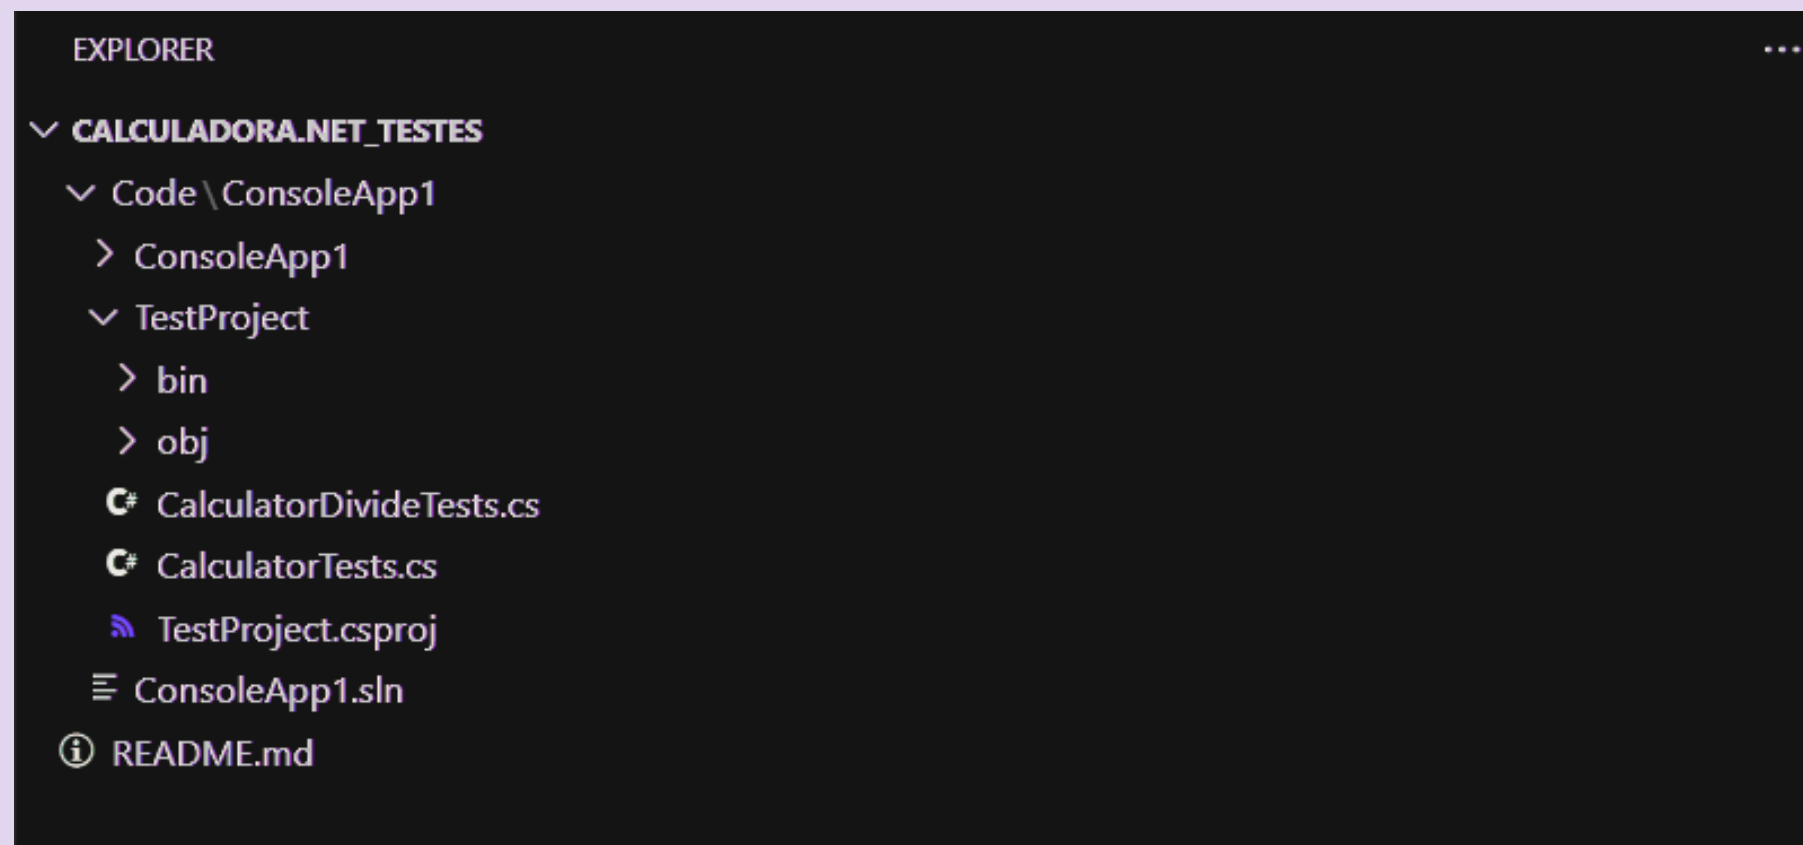 EXPLORER
CALCULADORA.NET_TESTES
Code\ConsoleApp1
ConsoleApp1
TestProject
bin
obj
C# CalculatorDivideTests.cs
C# CalculatorTests.cs
TestProject.csproj
ConsoleApp1.sln
README.md